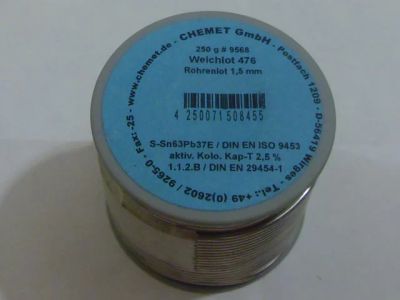 www.chemet.de - CHEMET GmbH - Postfach 1209 - D-56419 Wirges - Tel.: +49 (0)2602 / 9265-0 - Fax: -25 -
250 g # 9568
Weichlot 476
Röhrenlot 1,5 mm
4 250071 508455
S-Sn63Pb37E / DIN EN ISO 9453
aktiv. Kolo. Kap-T 2,5 %
1.1.2.B / DIN EN 29454-1